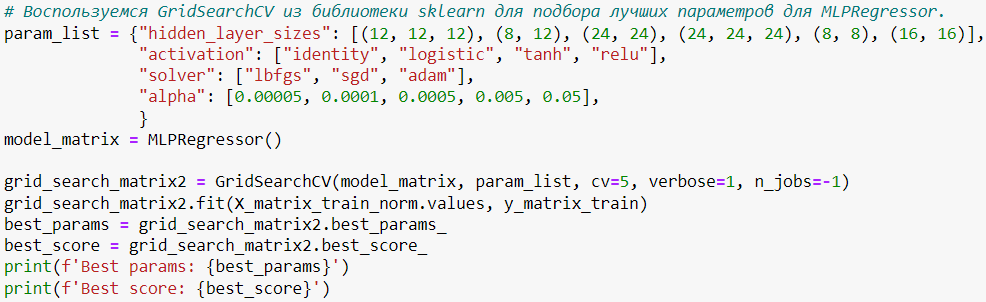 # Воспользуемся GridSearchCV из библиотеки sklearn для подбора лучших параметров для MLPRegressor.
param_list = {"hidden_layer_sizes": [(12, 12, 12), (8, 12), (24, 24), (24, 24, 24), (8, 8), (16, 16)],
              "activation": ["identity", "logistic", "tanh", "relu"],
              "solver": ["lbfgs", "sgd", "adam"],
              "alpha": [0.00005, 0.0001, 0.0005, 0.005, 0.05],
              }
model_matrix = MLPRegressor()

grid_search_matrix2 = GridSearchCV(model_matrix, param_list, cv=5, verbose=1, n_jobs=-1)
grid_search_matrix2.fit(X_matrix_train_norm.values, y_matrix_train)
best_params = grid_search_matrix2.best_params_
best_score = grid_search_matrix2.best_score_
print(f'Best params: {best_params}')
print(f'Best score: {best_score}')